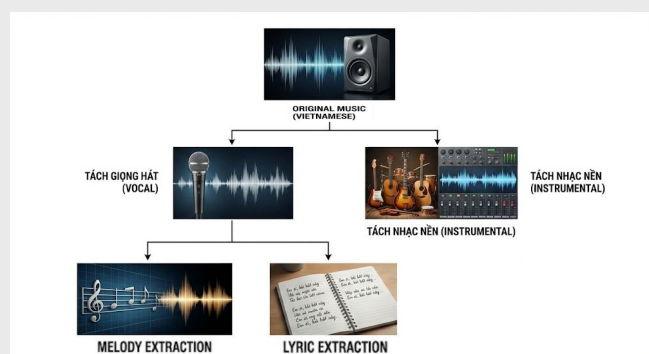 ORIGINAL MUSIC
(VIETNAMESE)
TÁCH GIỌNG HÁT
(VOCAL)
TÁCH NHẠC NỀN
(INSTRUMENTAL)
TÁCH NHẠC NỀN (INSTRUMENTAL)
MELODY EXTRACTION
LYRIC EXTRACTION